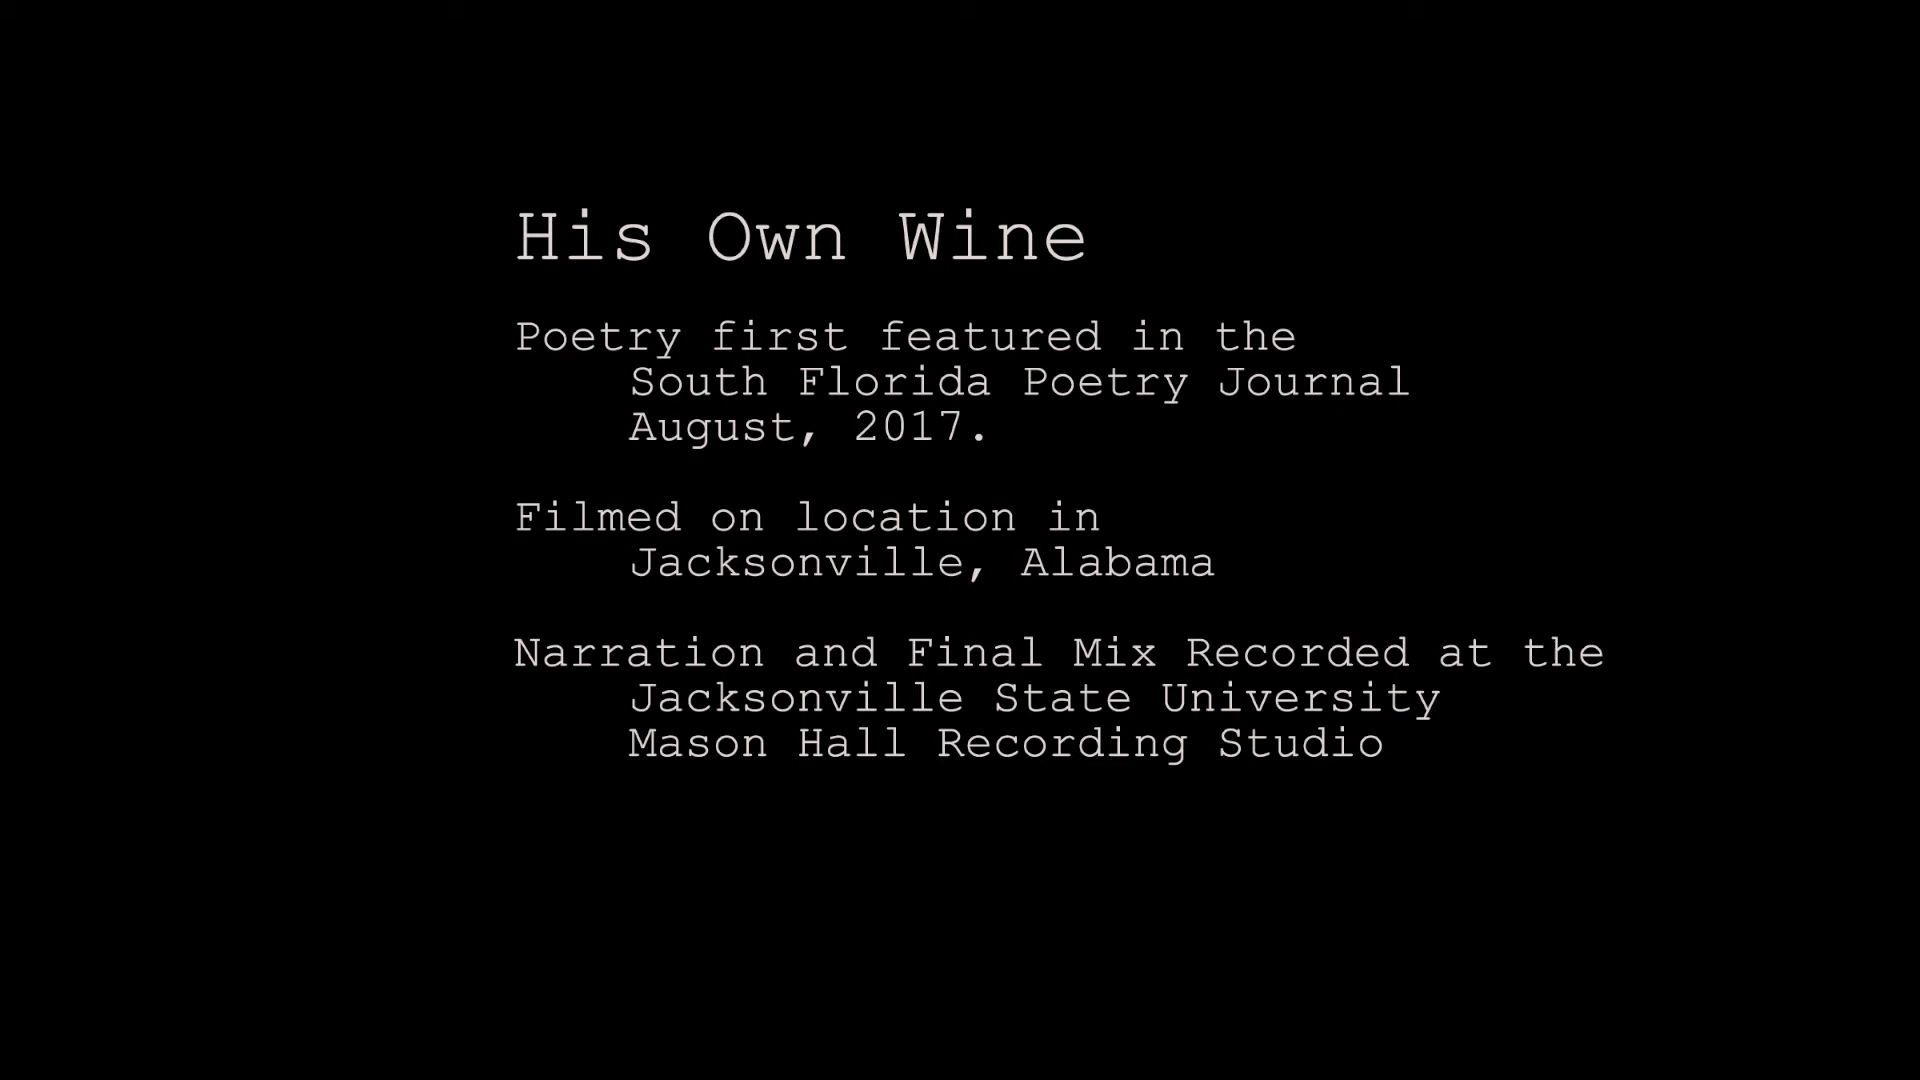 His Own Wine
Poetry first featured in the
South Florida Poetry Journal
August, 2017.
Filmed on location in
Jacksonville, Alabama
Narration and Final Mix Recorded at the
Jacksonville State University
Mason Hall Recording Studio